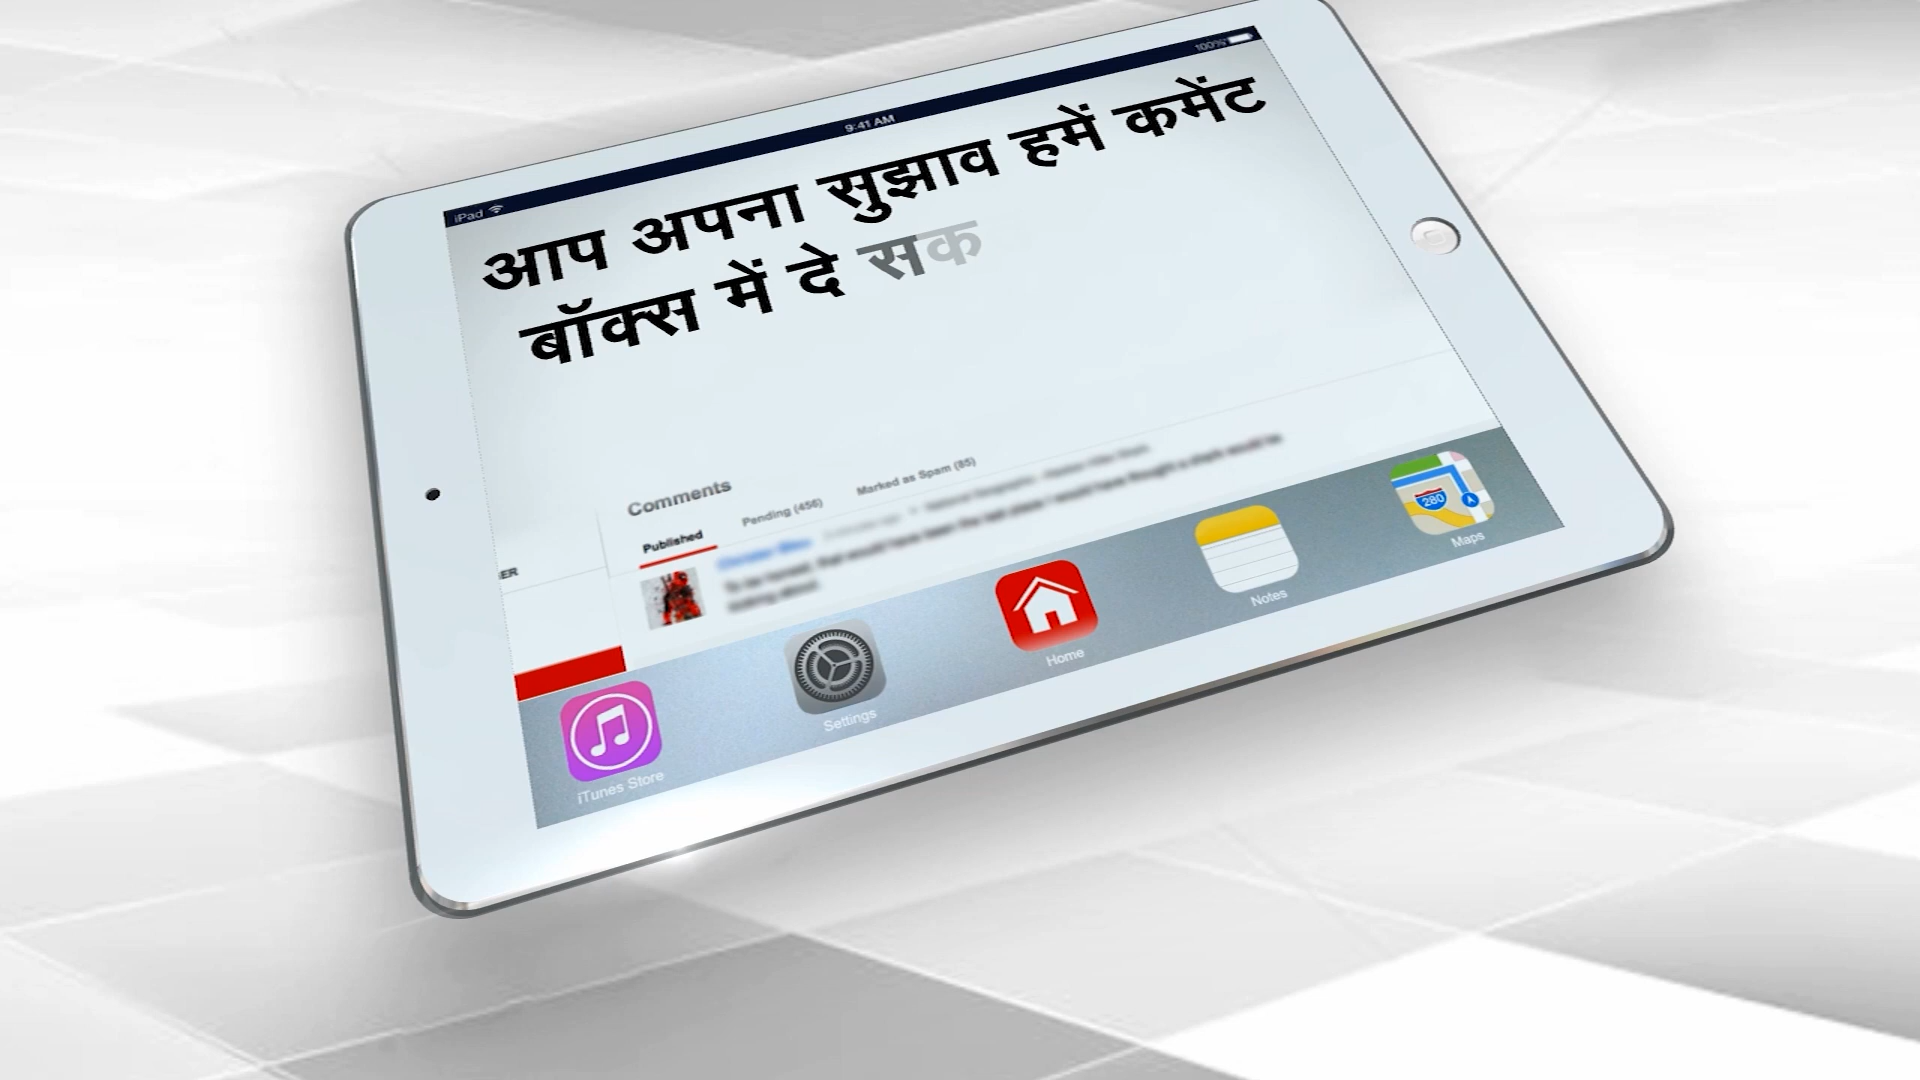 iPad
9:41 AM
100%
आप अपना सुझाव हमें कमेंट
बॉक्स में दे सक
Comments
Published
Pending (456)
Marked as Spam (85)
ER
280
iTunes Store
Settings
Home
Notes
Maps